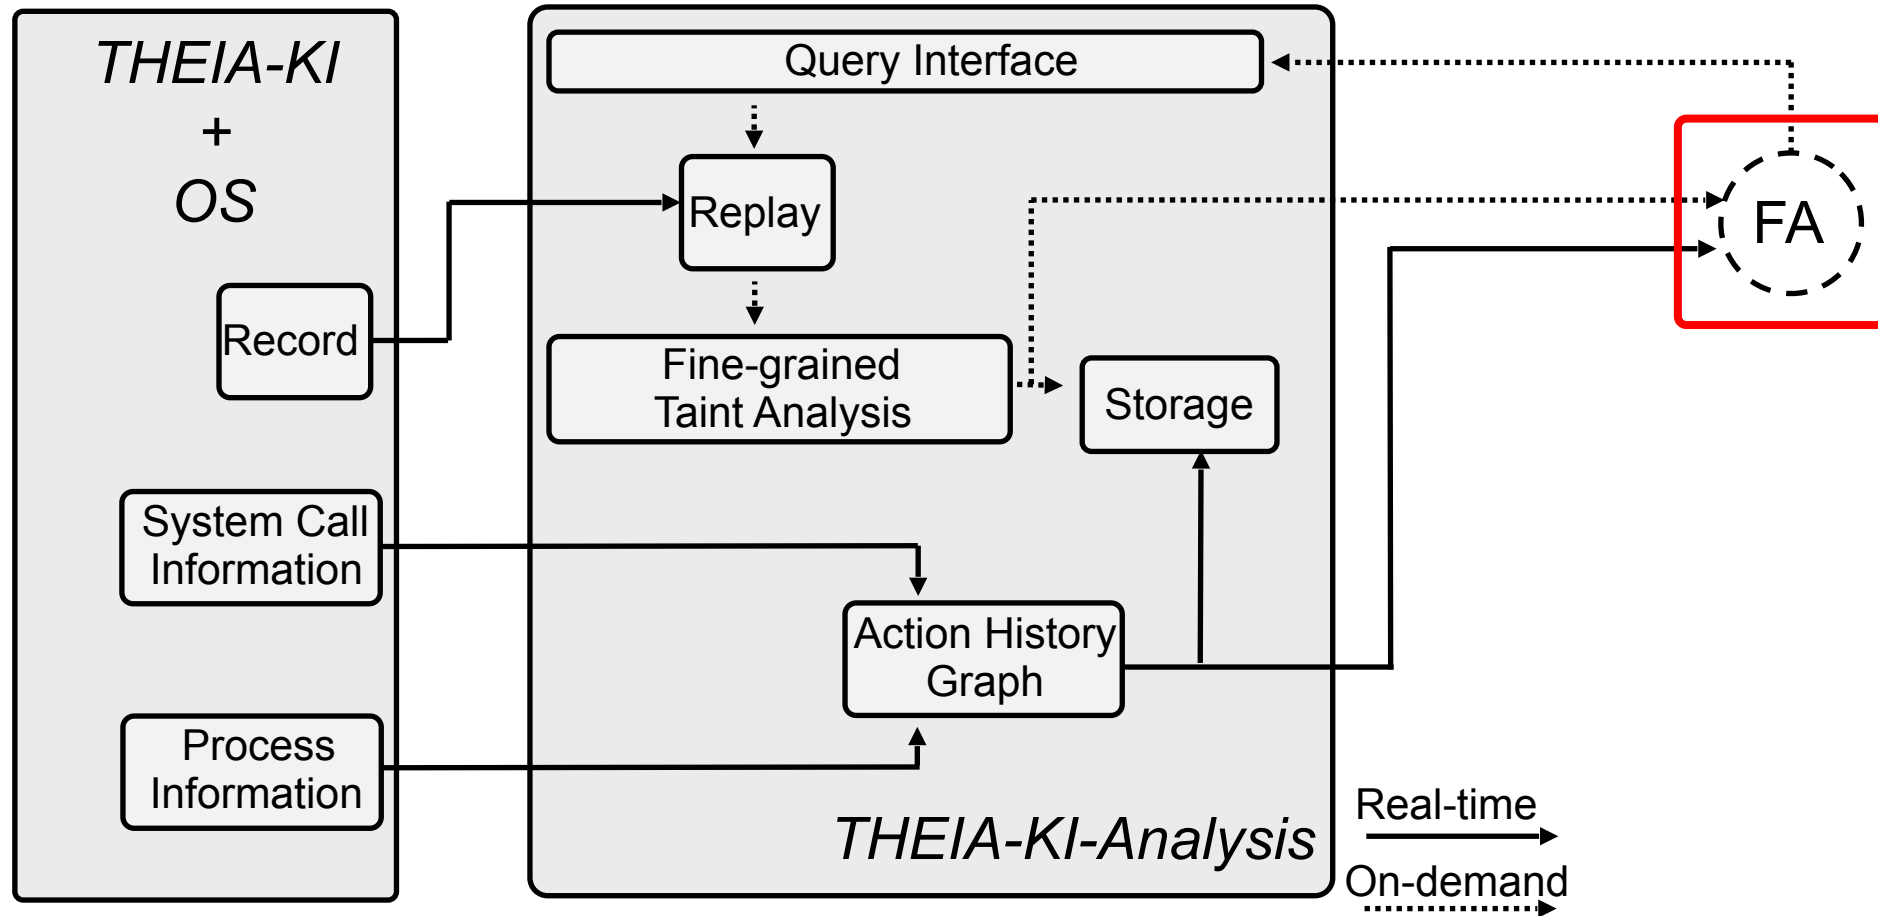 THEIA-KI
+
OS
Record
System Call
Information
Process
Information
Query Interface
Replay
Fine-grained
Taint Analysis
Storage
Action History
Graph
THEIA-KI-Analysis
FA
Real-time
On-demand